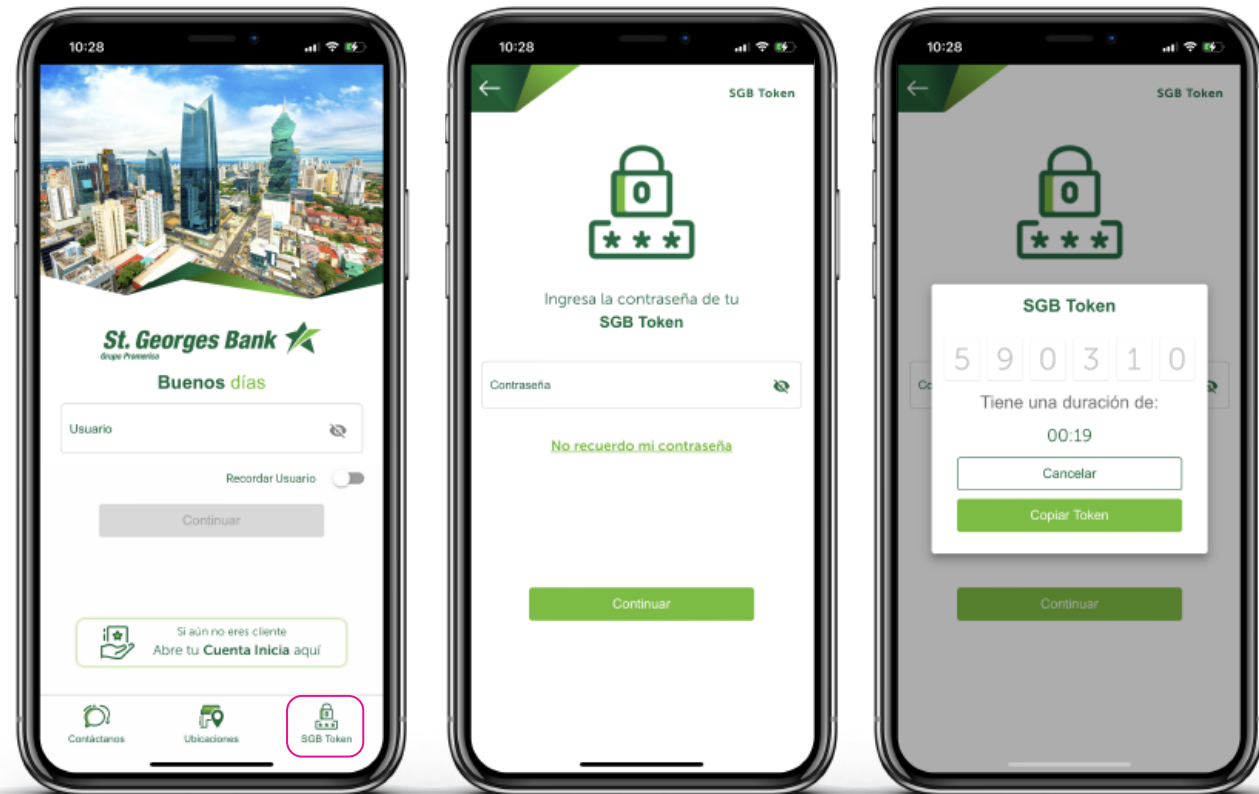 10:28
St. Georges Bank
Grupo Promerica
Buenos días
Usuario
Recordar Usuario
Continuar
Si aún no eres cliente
Abre tu Cuenta Inicia aquí
Contáctanos
Ubicaciones
SGB Token
10:28
SGB Token
0
***
Ingresa la contraseña de tu
SGB Token
Contraseña
No recuerdo mi contraseña
Continuar
10:28
SGB Token
0
***
SGB Token
5 9 0 3 1 0
Co
Tiene una duración de:
00:19
Cancelar
Copiar Token
Continuar